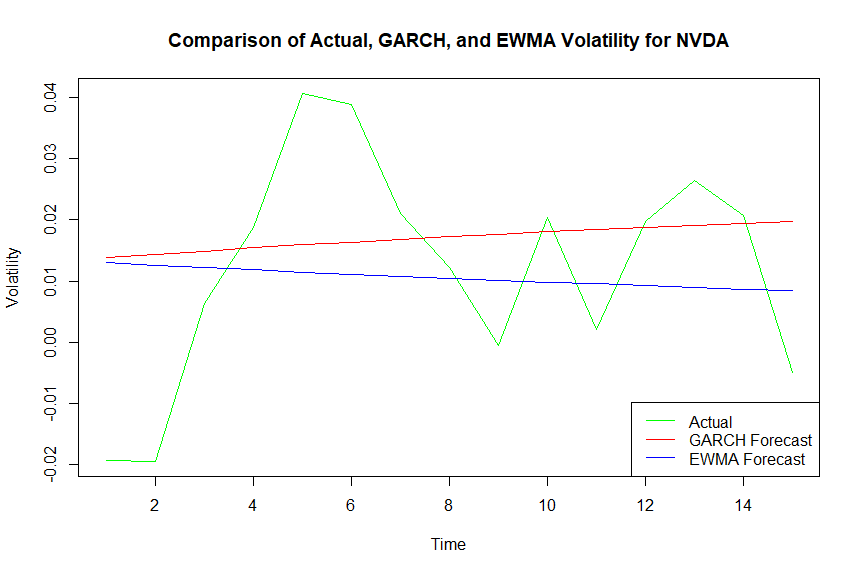 Comparison of Actual, GARCH, and EWMA Volatility for NVDA
Volatility
0.04
0.03
0.02
0.01
0.00
-0.01
-0.02
Actual
GARCH Forecast
EWMA Forecast
2 4 6 8 10 12 14
Time